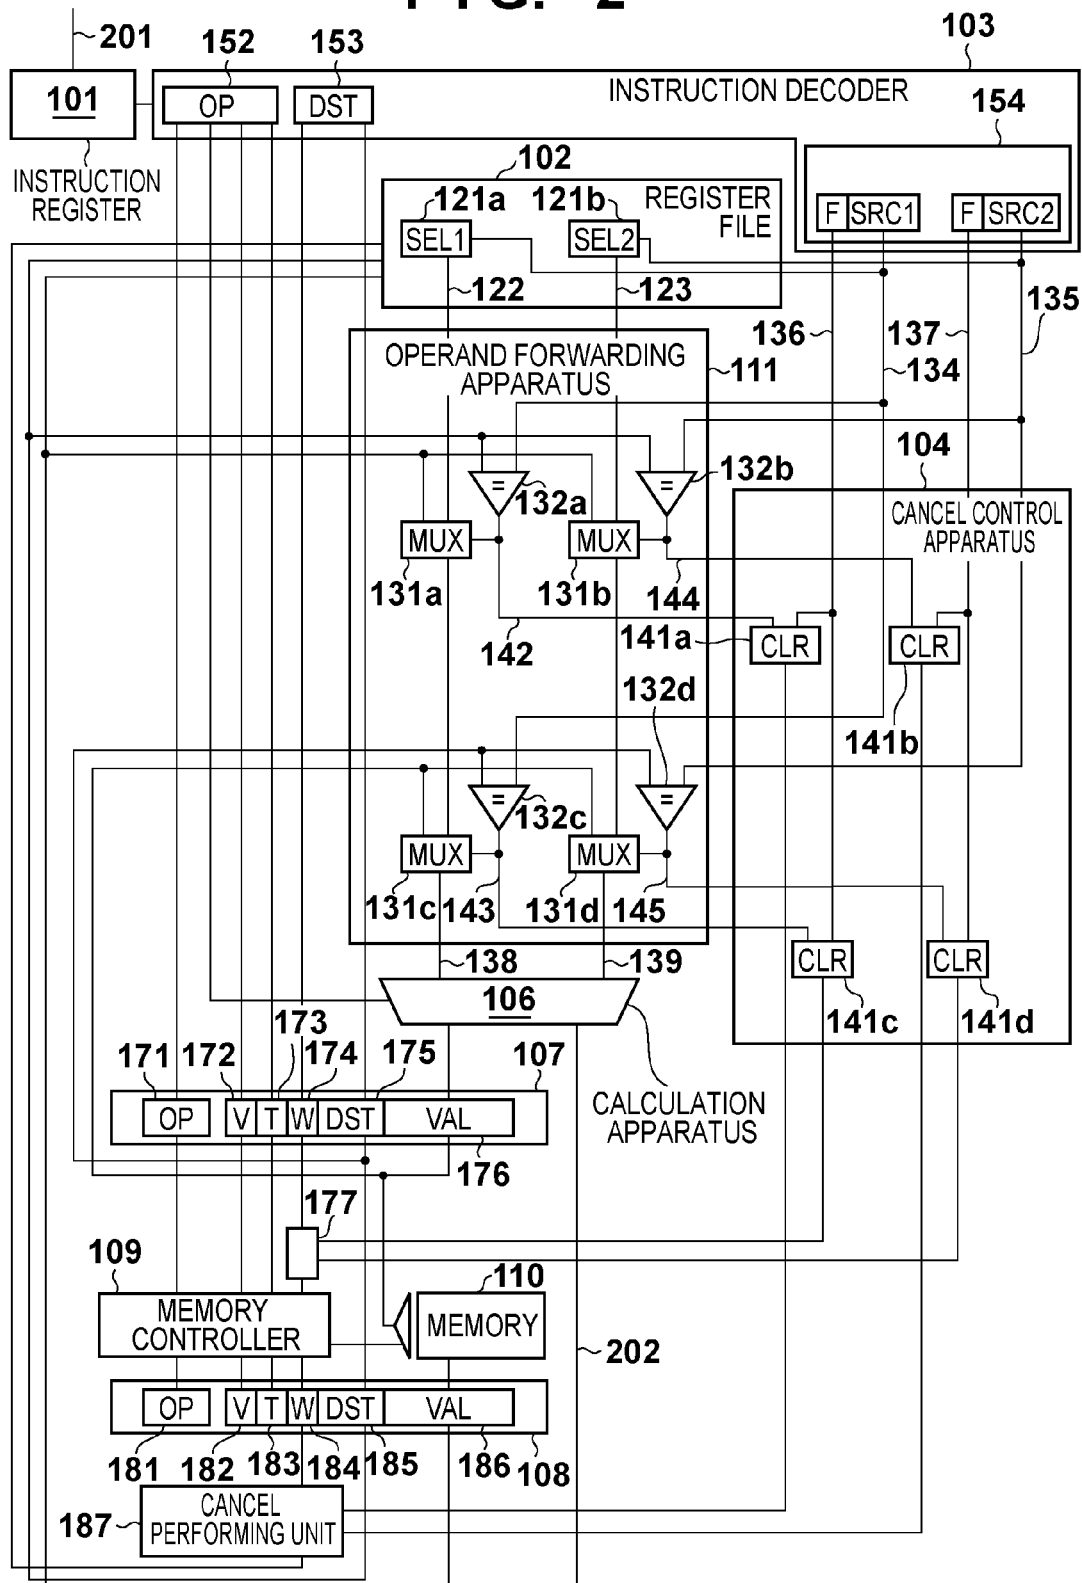 FIG. 2
201
152
153
103
101
OP
DST
INSTRUCTION DECODER
154
INSTRUCTION
REGISTER
102
121a
121b
REGISTER
FILE
F SRC1
F SRC2
SEL1
SEL2
122
123
136
137
135
OPERAND FORWARDING
APPARATUS
111
134
104
=
=
132a
132b
CANCEL CONTROL
APPARATUS
MUX
MUX
131a
131b
144
142
141a
CLR
CLR
132d
141b
=
=
132c
MUX
MUX
131c
143
131d
145
CLR
CLR
138
139
106
141c
141d
173
171
172
174
175
107
CALCULATION
APPARATUS
OP
V
T
W
DST
VAL
176
177
109
110
MEMORY
CONTROLLER
MEMORY
202
OP
V
T
W
DST
VAL
181
182
183
184
185
186
108
187
CANCEL
PERFORMING UNIT